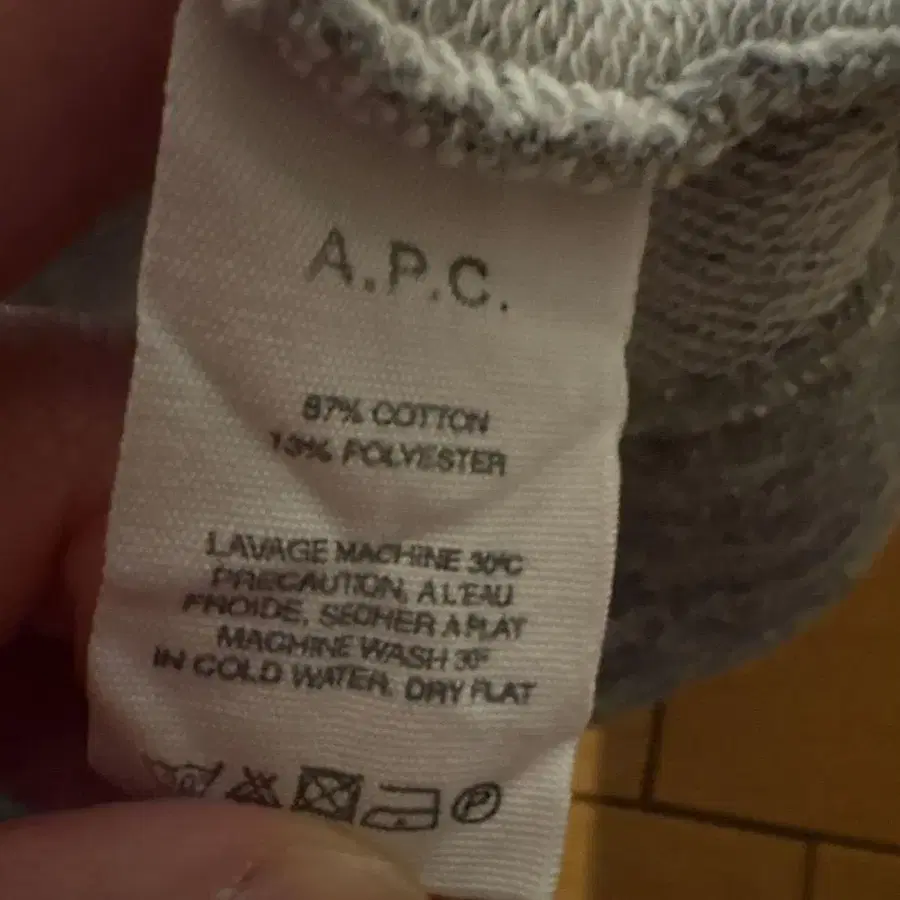 A.P.C.
87% COTTON
13% POLYESTER
LAVAGE MACHINE 30°C
PRECAUTION, A L'EAU
FROIDE, SECHER A PLAT
MACHINE WASH 30°
IN COLD WATER, DRY FLAT
P